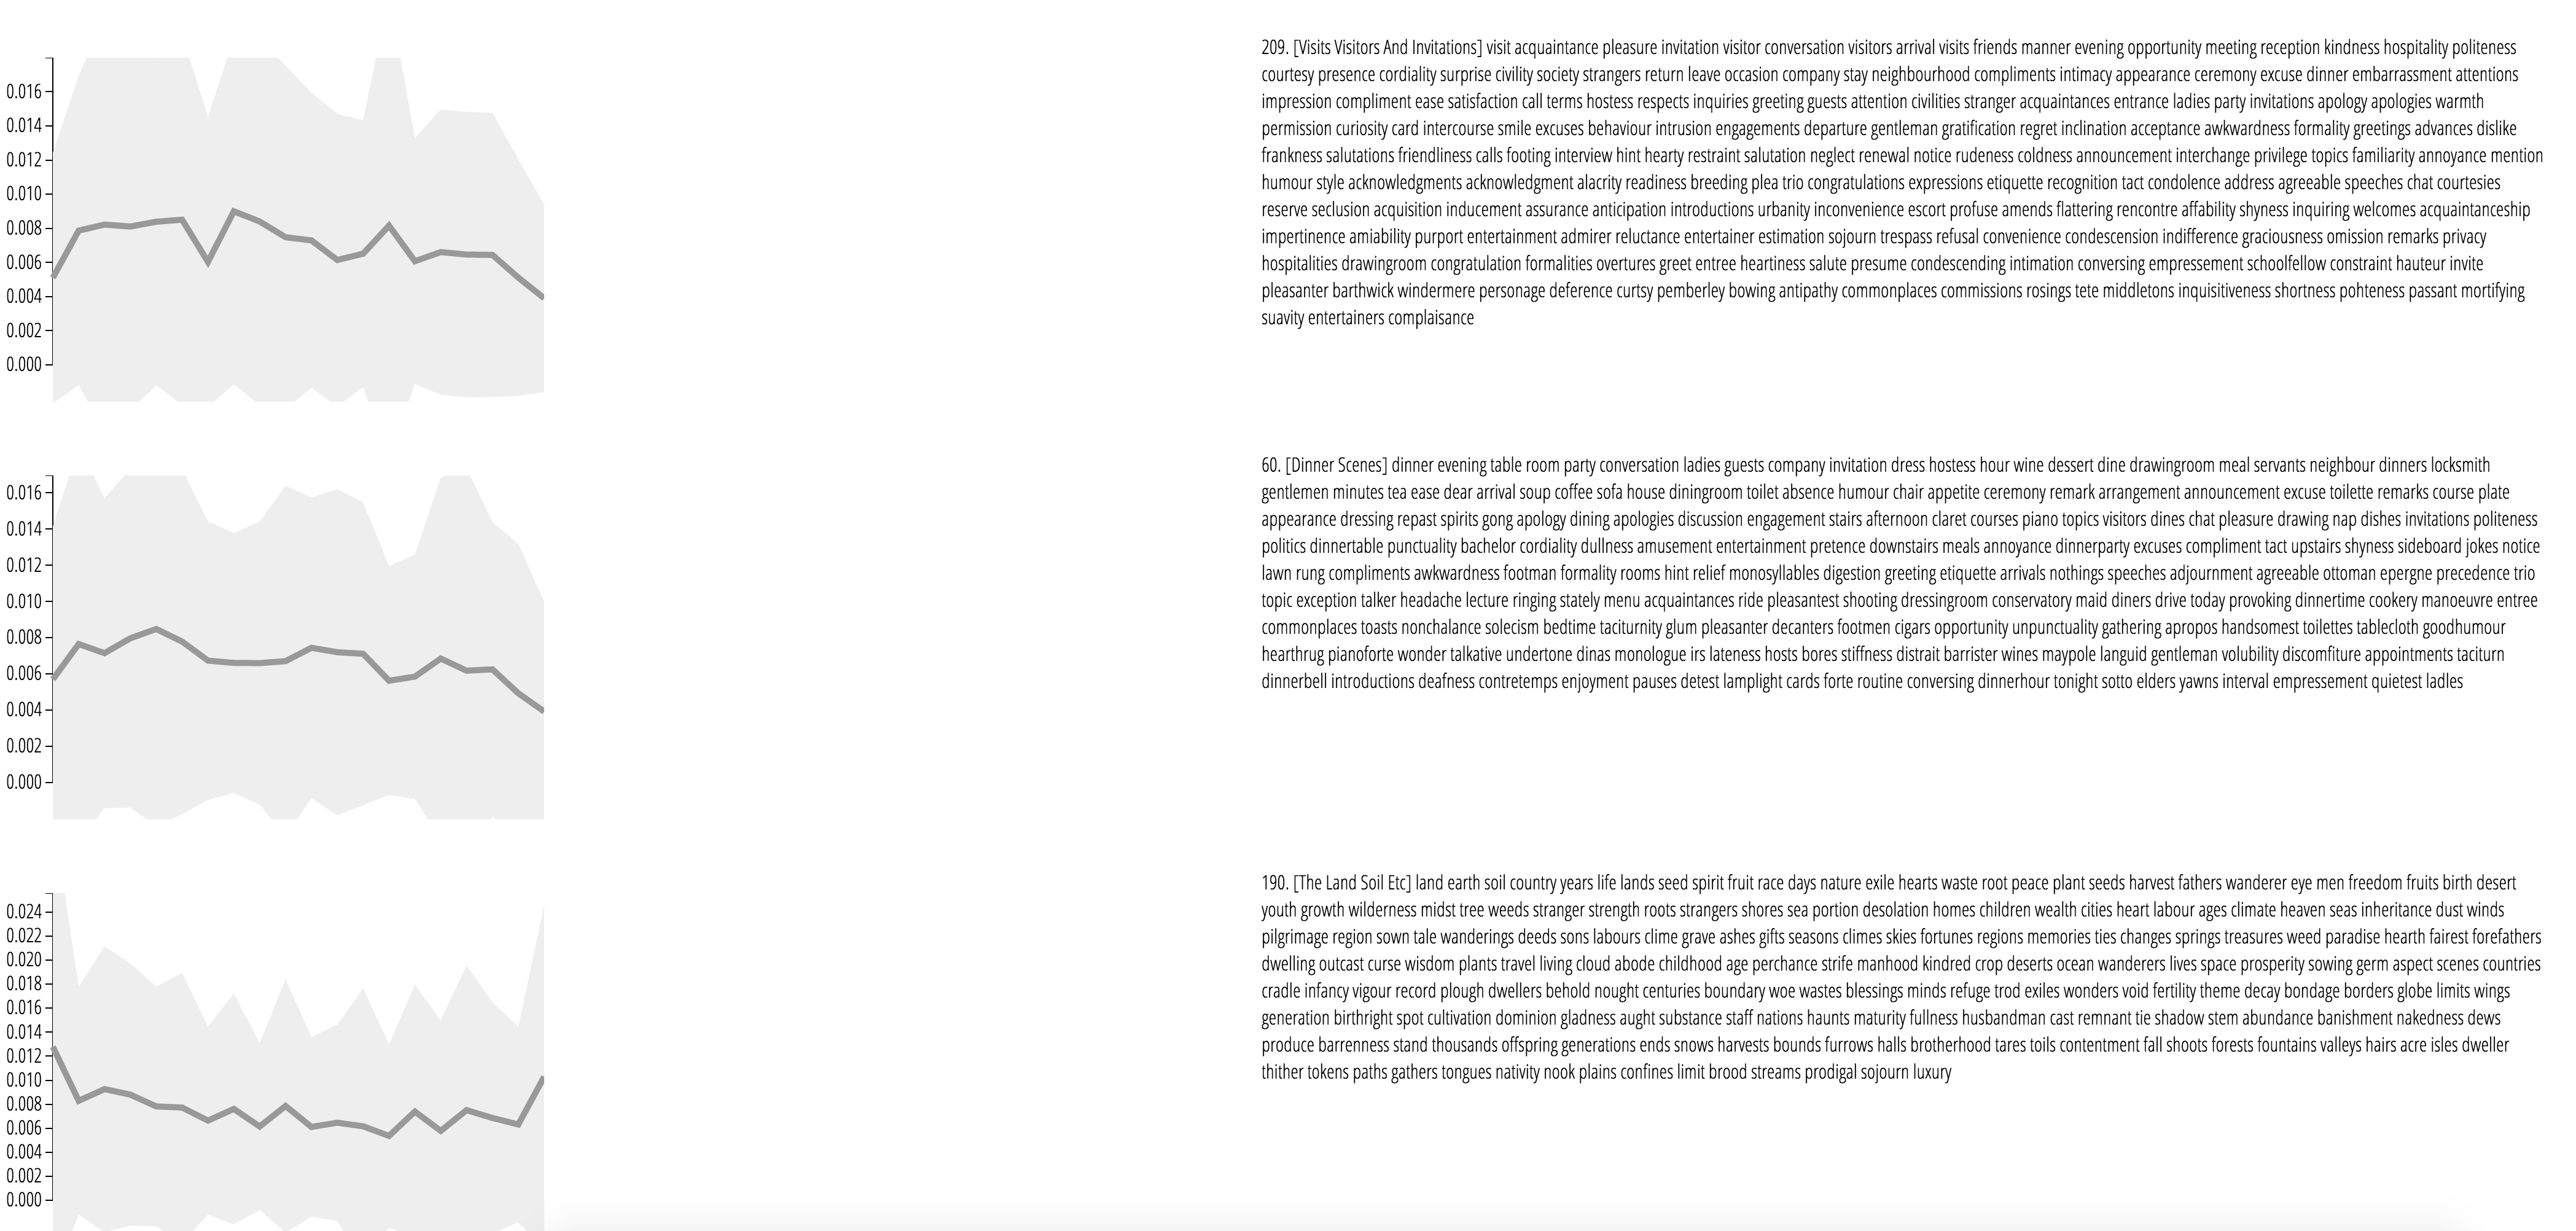 0.016
0.014
0.012
0.010
0.008
0.006
0.004
0.002
0.000
209. [Visits Visitors And Invitations] visit acquaintance pleasure invitation visitor conversation visitors arrival visits friends manner evening opportunity meeting reception kindness hospitality politeness
courtesy presence cordiality surprise civility society strangers return leave occasion company stay neighbourhood compliments intimacy appearance ceremony excuse dinner embarrassment attentions
impression compliment ease satisfaction call terms hostess respects inquiries greeting guests attention civilities stranger acquaintances entrance ladies party invitations apology apologies warmth
permission curiosity card intercourse smile excuses behaviour intrusion engagements departure gentleman gratification regret inclination acceptance awkwardness formality greetings advances dislike
frankness salutations friendliness calls footing interview hint hearty restraint salutation neglect renewal notice rudeness coldness announcement interchange privilege topics familiarity annoyance mention
humour style acknowledgments acknowledgment alacrity readiness breeding plea trio congratulations expressions etiquette recognition tact condolence address agreeable speeches chat courtesies
reserve seclusion acquisition inducement assurance anticipation introductions urbanity inconvenience escort profuse amends flattering rencontre affability shyness inquiring welcomes acquaintanceship
impertinence amiability purport entertainment admirer reluctance entertainer estimation sojourn trespass refusal convenience condescension indifference graciousness omission remarks privacy
hospitalities drawingroom congratulation formalities overtures greet entree heartiness salute presume condescending intimation conversing empressement schoolfellow constraint hauteur invite
pleasanter barthwick windermere personage deference curtsy pemberley bowing antipathy commonplaces commissions rosings tete middletons inquisitiveness shortness pohteness passant mortifying
suavity entertainers complaisance
0.016
0.014
0.012
0.010
0.008
0.006
0.004
0.002
0.000
60. [Dinner Scenes] dinner evening table room party conversation ladies guests company invitation dress hostess hour wine dessert dine drawingroom meal servants neighbour dinners locksmith
gentlemen minutes tea ease dear arrival soup coffee sofa house diningroom toilet absence humour chair appetite ceremony remark arrangement announcement excuse toilette remarks course plate
appearance dressing repast spirits gong apology dining apologies discussion engagement stairs afternoon claret courses piano topics visitors dines chat pleasure drawing nap dishes invitations politeness
politics dinnertable punctuality bachelor cordiality dullness amusement entertainment pretence downstairs meals annoyance dinnerparty excuses compliment tact upstairs shyness sideboard jokes notice
lawn rung compliments awkwardness footman formality rooms hint relief monosyllables digestion greeting etiquette arrivals nothings speeches adjournment agreeable ottoman epergne precedence trio
topic exception talker headache lecture ringing stately menu acquaintances ride pleasantest shooting dressingroom conservatory maid diners drive today provoking dinnertime cookery manoeuvre entree
commonplaces toasts nonchalance solecism bedtime taciturnity glum pleasanter decanters footmen cigars opportunity unpunctuality gathering apropos handsomest toilettes tablecloth goodhumour
hearthrug pianoforte wonder talkative undertone dinas monologue irs lateness hosts bores stiffness distrait barrister wines maypole languid gentleman volubility discomfiture appointments taciturn
dinnerbell introductions deafness contretemps enjoyment pauses detest lamplight cards forte routine conversing dinnerhour tonight sotto elders yawns interval empressement quietest ladles
0.024
0.022
0.020
0.018
0.016
0.014
0.012
0.010
0.008
0.006
0.004
0.002
0.000
190. [The Land Soil Etc] land earth soil country years life lands seed spirit fruit race days nature exile hearts waste root peace plant seeds harvest fathers wanderer eye men freedom fruits birth desert
youth growth wilderness midst tree weeds stranger strength roots strangers shores sea portion desolation homes children wealth cities heart labour ages climate heaven seas inheritance dust winds
pilgrimage region sown tale wanderings deeds sons labours clime grave ashes gifts seasons climes skies fortunes regions memories ties changes springs treasures weed paradise hearth fairest forefathers
dwelling outcast curse wisdom plants travel living cloud abode childhood age perchance strife manhood kindred crop deserts ocean wanderers lives space prosperity sowing germ aspect scenes countries
cradle infancy vigour record plough dwellers behold nought centuries boundary woe wastes blessings minds refuge trod exiles wonders void fertility theme decay bondage borders globe limits wings
generation birthright spot cultivation dominion gladness aught substance staff nations haunts maturity fullness husbandman cast remnant tie shadow stem abundance banishment nakedness dews
produce barrenness stand thousands offspring generations ends snows harvests bounds furrows halls brotherhood tares toils contentment fall shoots forests fountains valleys hairs acre isles dweller
thither tokens paths gathers tongues nativity nook plains confines limit brood streams prodigal sojourn luxury